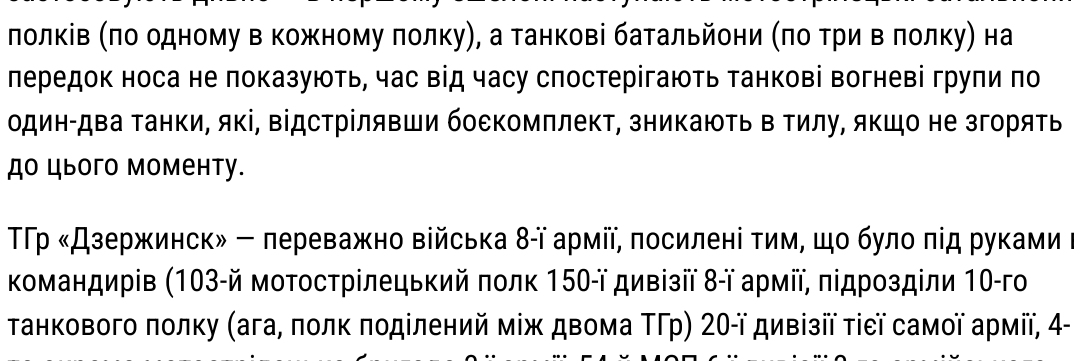 полків (по одному в кожному полку), а танкові батальйони (по три в полку) на
передок носа не показують, час від часу спостерігають танкові вогневі групи по
один-два танки, які, відстрілявши боєкомплект, зникають в тилу, якщо не згорять
до цього моменту.
ТГр «Дзержинск» — переважно війська 8-ї армії, посилені тим, що було під руками в
командирів (103-й мотострілецький полк 150-ї дивізії 8-ї армії, підрозділи 10-го
танкового полку (ага, полк поділений між двома ТГр) 20-ї дивізії тієї самої армії, 4-